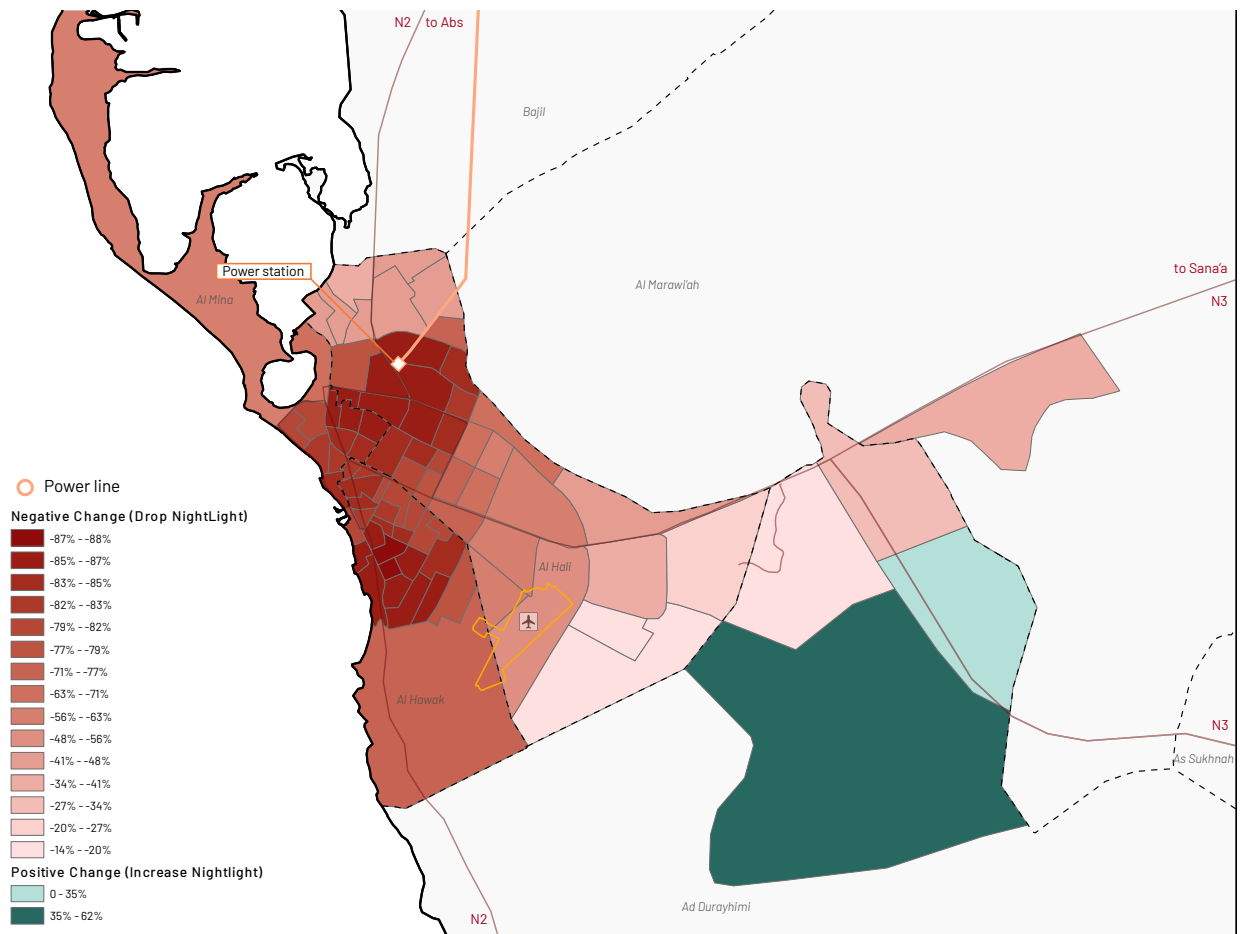 N2 to Abs
Bajil
to Sana'a
Power station
Al Marawi'ah
Al Mina
N3
Power line
Negative Change (Drop NightLight)
-87% - -88%
-85% - -87%
-83% - -85%
-82% - -83%
-79% - -82%
-77% - -79%
-71% - -77%
-63% - -71%
-56% - -63%
-48% - -56%
-41% - -48%
-34% - -41%
-27% - -34%
-20% - -27%
-14% - -20%
Positive Change (Increase Nightlight)
0 - 35%
35% - 62%
Al Hali
Al Hawak
N3
As Sukhnah
Ad Durayhimi
N2